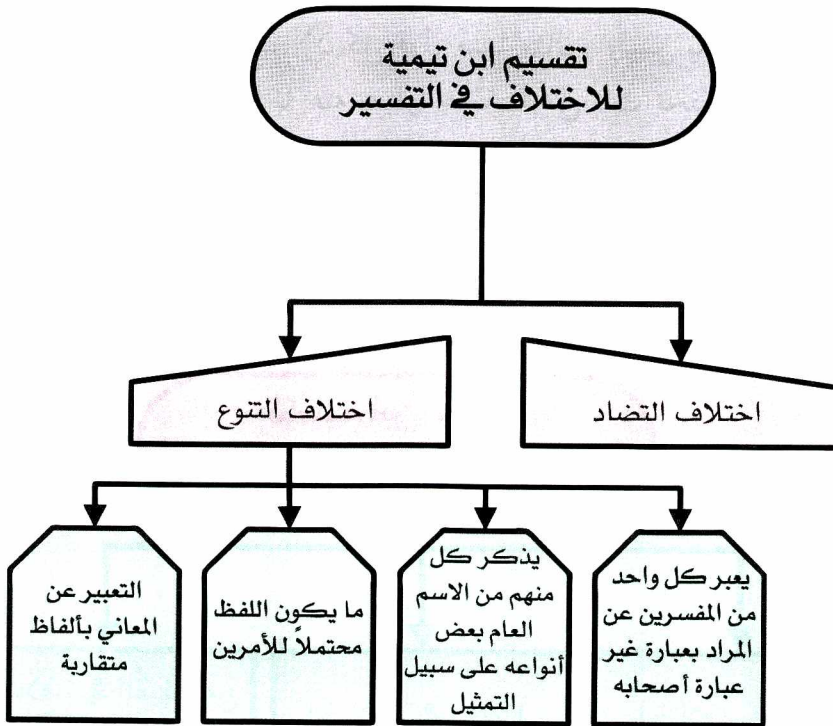 تقسيم ابن تيمية
للاختلاف في التفسير
اختلاف التضاد
اختلاف التنوع
يعبر كل واحد
من المفسرين عن
المراد بعبارة غير
عبارة أصحابه
يذكر كل
منهم من الاسم
العام بعض
أنواعه على سبيل
التمثيل
ما يكون اللفظ
محتملاً للأمرين
التعبير عن
المعاني بألفاظ
متقاربة